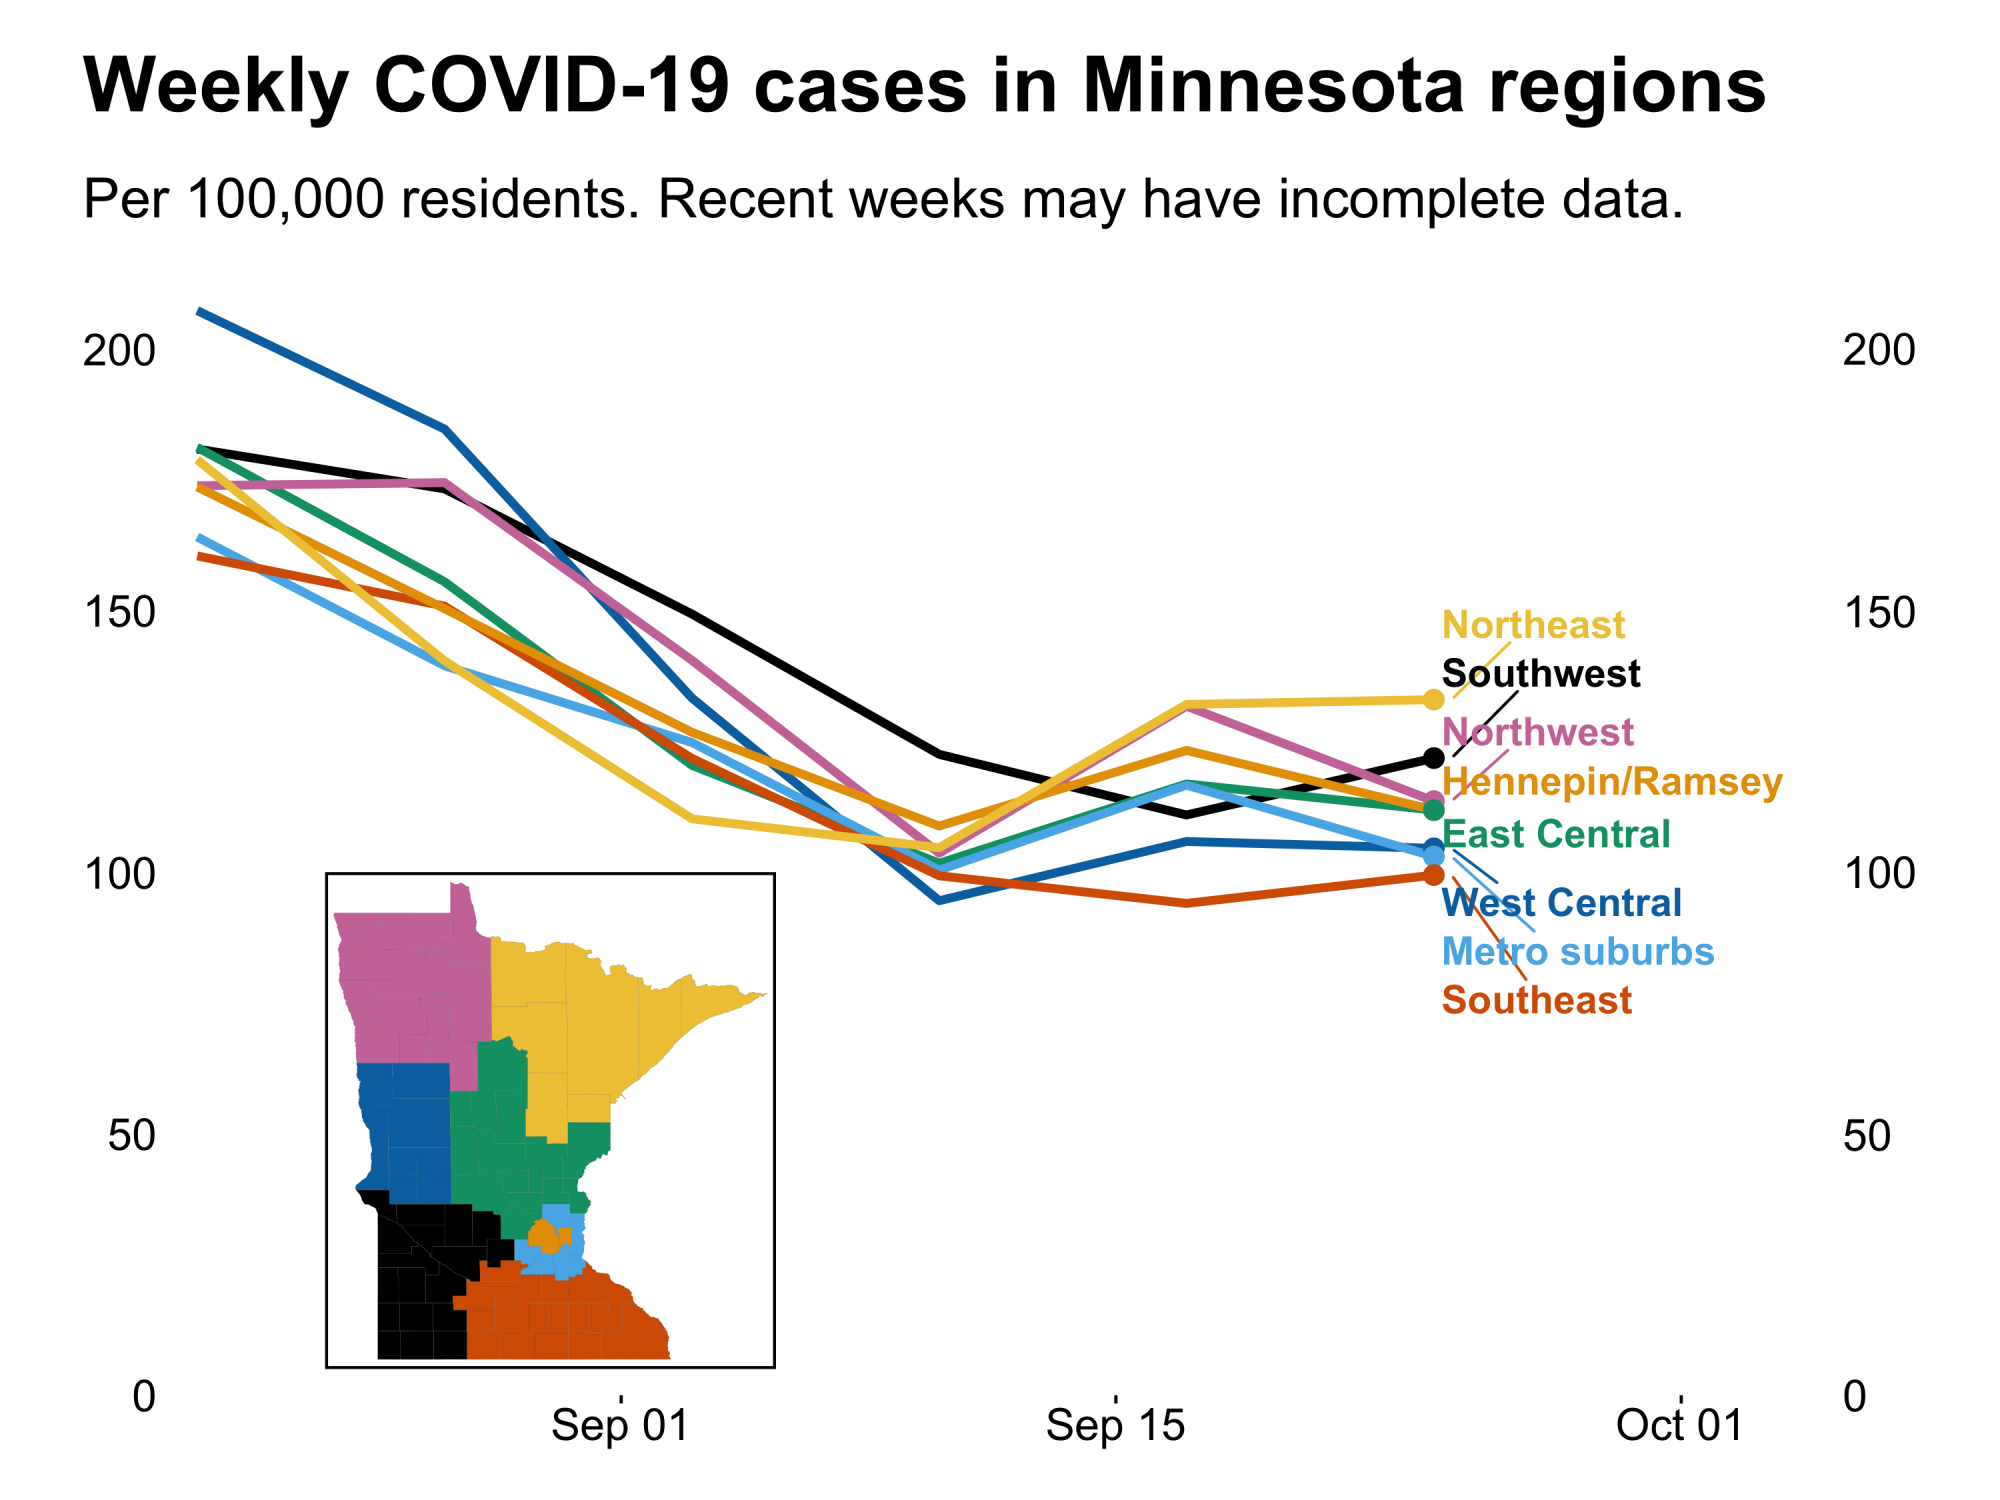 Weekly COVID-19 cases in Minnesota regions
Per 100,000 residents. Recent weeks may have incomplete data.
200
200
150
150
Northeast
Southwest
Northwest
Hennepin/Ramsey
East Central
100
100
West Central
Metro suburbs
Southeast
50
50
0
0
Sep 01
Sep 15
Oct 01